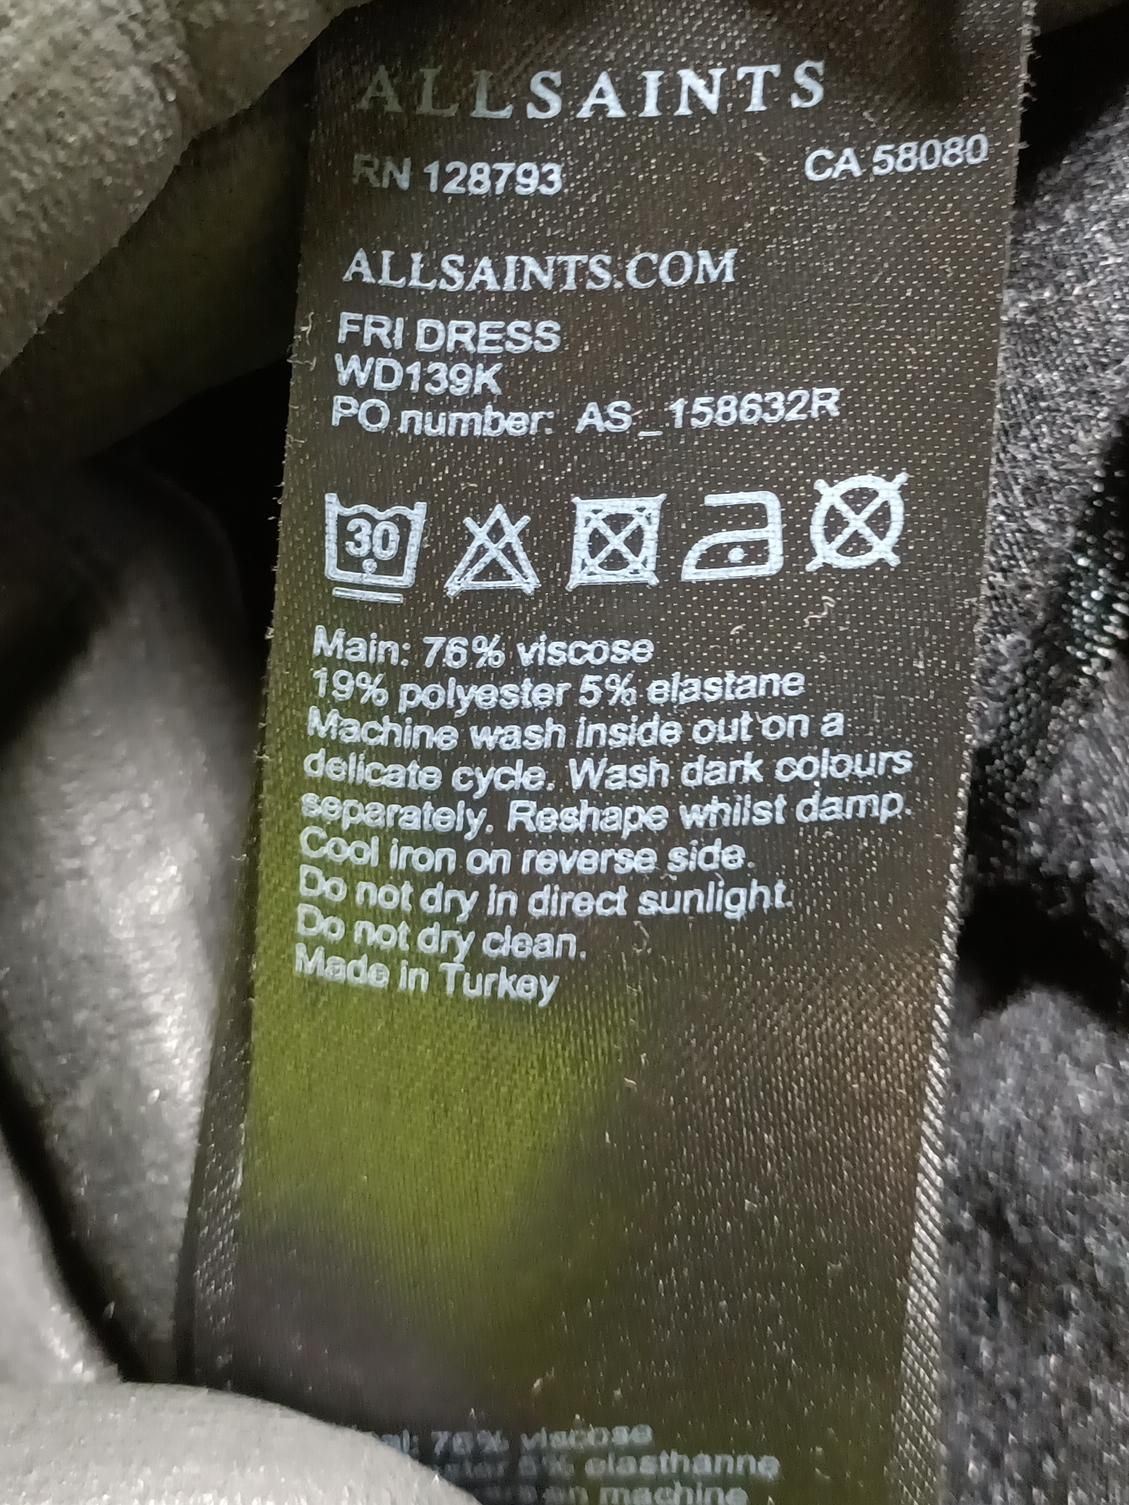 ALLSAINTS
RN 128793 CA 58080
ALLSAINTS.COM
FRI DRESS
WD139K
PO number: AS_158632R
30
Main: 76% viscose
19% polyester 5% elastane
Machine wash inside out on a
delicate cycle. Wash dark colours
separately. Reshape whilst damp.
Cool iron on reverse side.
Do not dry in direct sunlight.
Do not dry clean.
Made in Turkey
76% viscose
5% elasthanne
en machine